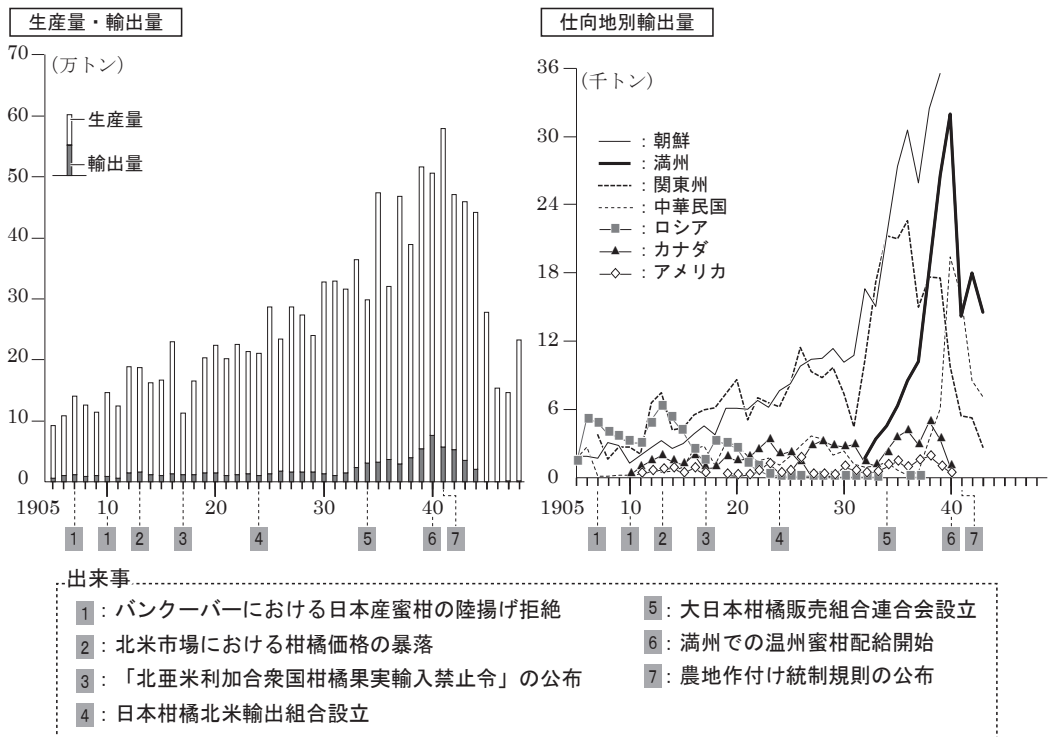 生産量・輸出量
70
(万トン)
60
50
40
30
20
10
0
生産量
輸出量
1905
10
20
30
40
1
1
2
3
4
5
6
7
仕向地別輸出量
36
(千トン)
30
24
18
12
6
0
：朝鮮
：満州
：関東州
：中華民国
：ロシア
：カナダ
：アメリカ
1905
10
20
30
40
1
1
2
3
4
5
6
7
出来事
1：バンクーバーにおける日本産蜜柑の陸揚げ拒絶
2：北米市場における柑橘価格の暴落
3：「北亜米利加合衆国柑橘果実輸入禁止令」の公布
4：日本柑橘北米輸出組合設立
5：大日本柑橘販売組合連合会設立
6：満州での温州蜜柑配給開始
7：農地作付け統制規則の公布